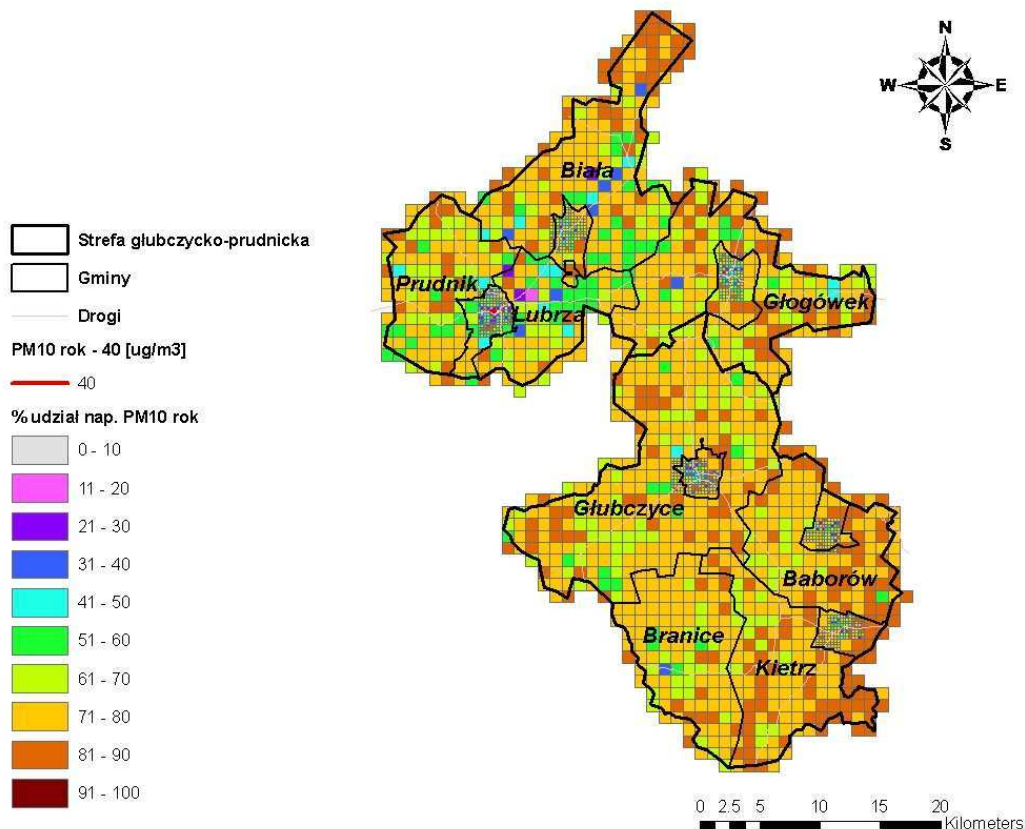 N
W E
S
Biała
Prudnik
Lubrza
Głogówek
Głubczyce
Baborów
Branice
Kietrz
Strefa głubczycko-prudnicka
Gminy
Drogi
PM10 rok - 40 [ug/m3]
40
% udział nap. PM10 rok
0 - 10
11 - 20
21 - 30
31 - 40
41 - 50
51 - 60
61 - 70
71 - 80
81 - 90
91 - 100
0 2.5 5 10 15 20
Kilometers